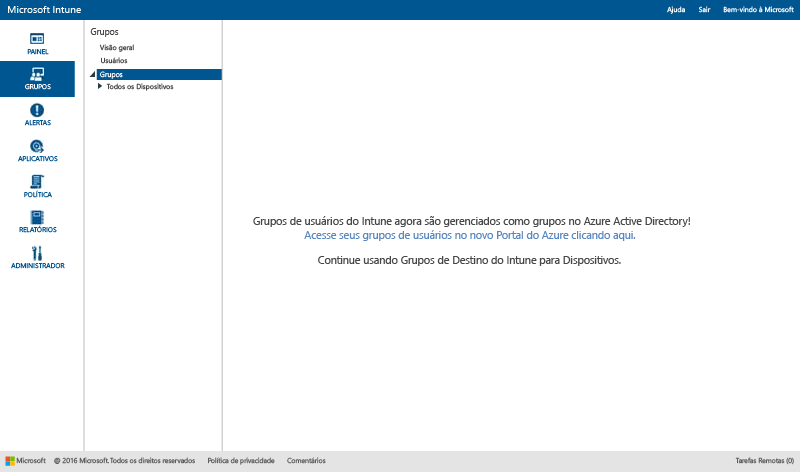 Microsoft Intune
Ajuda Sair Bem-vindo à Microsoft
PAINEL
GRUPOS
ALERTAS
APLICATIVOS
POLÍTICA
RELATÓRIOS
ADMINISTRADOR
Grupos
Visão geral
Usuários
Grupos
Todos os Dispositivos
Grupos de usuários do Intune agora são gerenciados como grupos no Azure Active Directory!
Acesse seus grupos de usuários no novo Portal do Azure clicando aqui.
Continue usando Grupos de Destino do Intune para Dispositivos.
Microsoft @ 2016 Microsoft.Todos os direitos reservados Política de privacidade Comentários Tarefas Remotas (0)